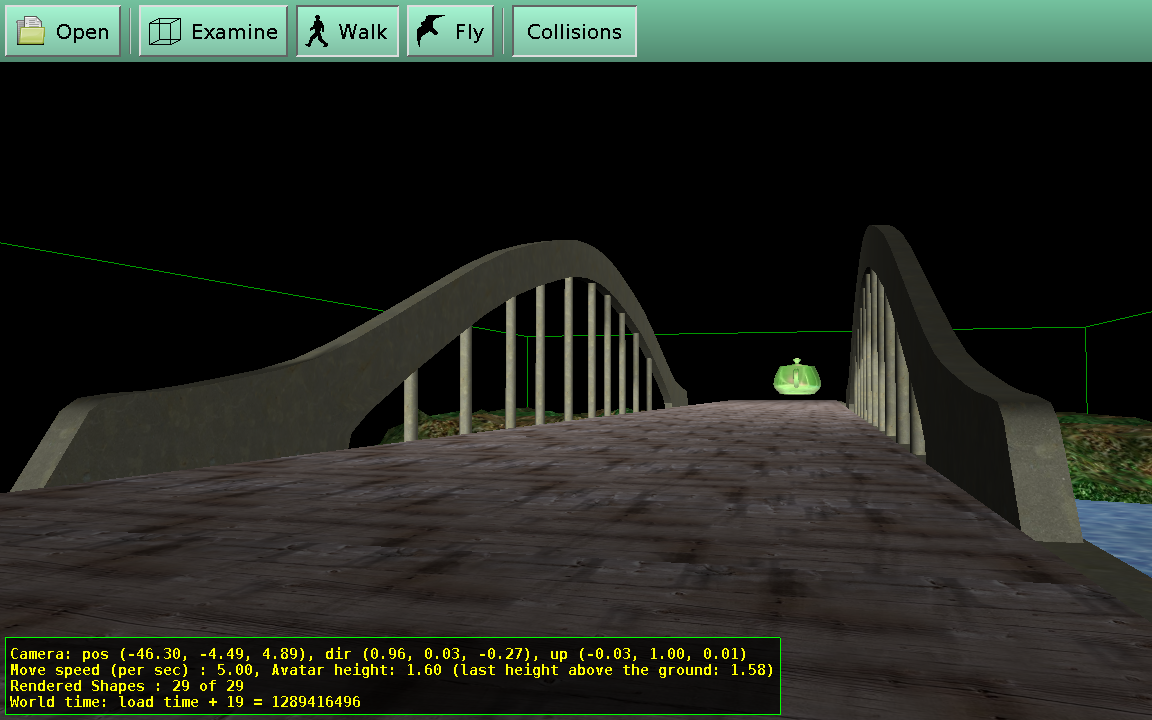 Open Examine Walk Fly Collisions
Camera: pos (-46.30, -4.49, 4.89), dir (0.96, 0.03, -0.27), up (-0.03, 1.00, 0.01)
Move speed (per sec) : 5.00, Avatar height: 1.60 (last height above the ground: 1.58)
Rendered Shapes : 29 of 29
World time: load time + 19 = 1289416496